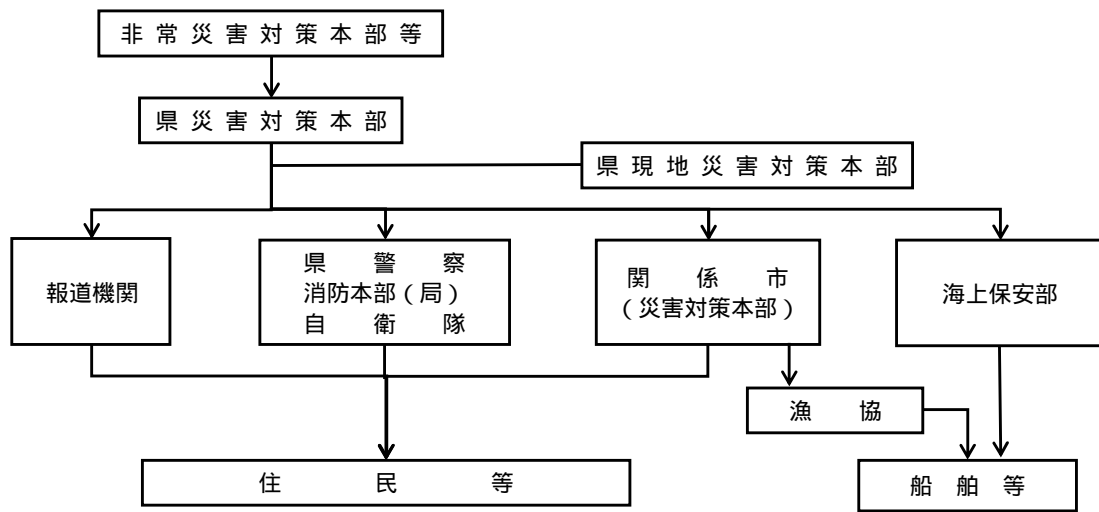 非常災害対策本部等
県災害対策本部
県現地災害対策本部
報道機関
県警察
消防本部(局)
自衛隊
関係市
(災害対策本部)
海上保安部
漁協
住民等
船舶等